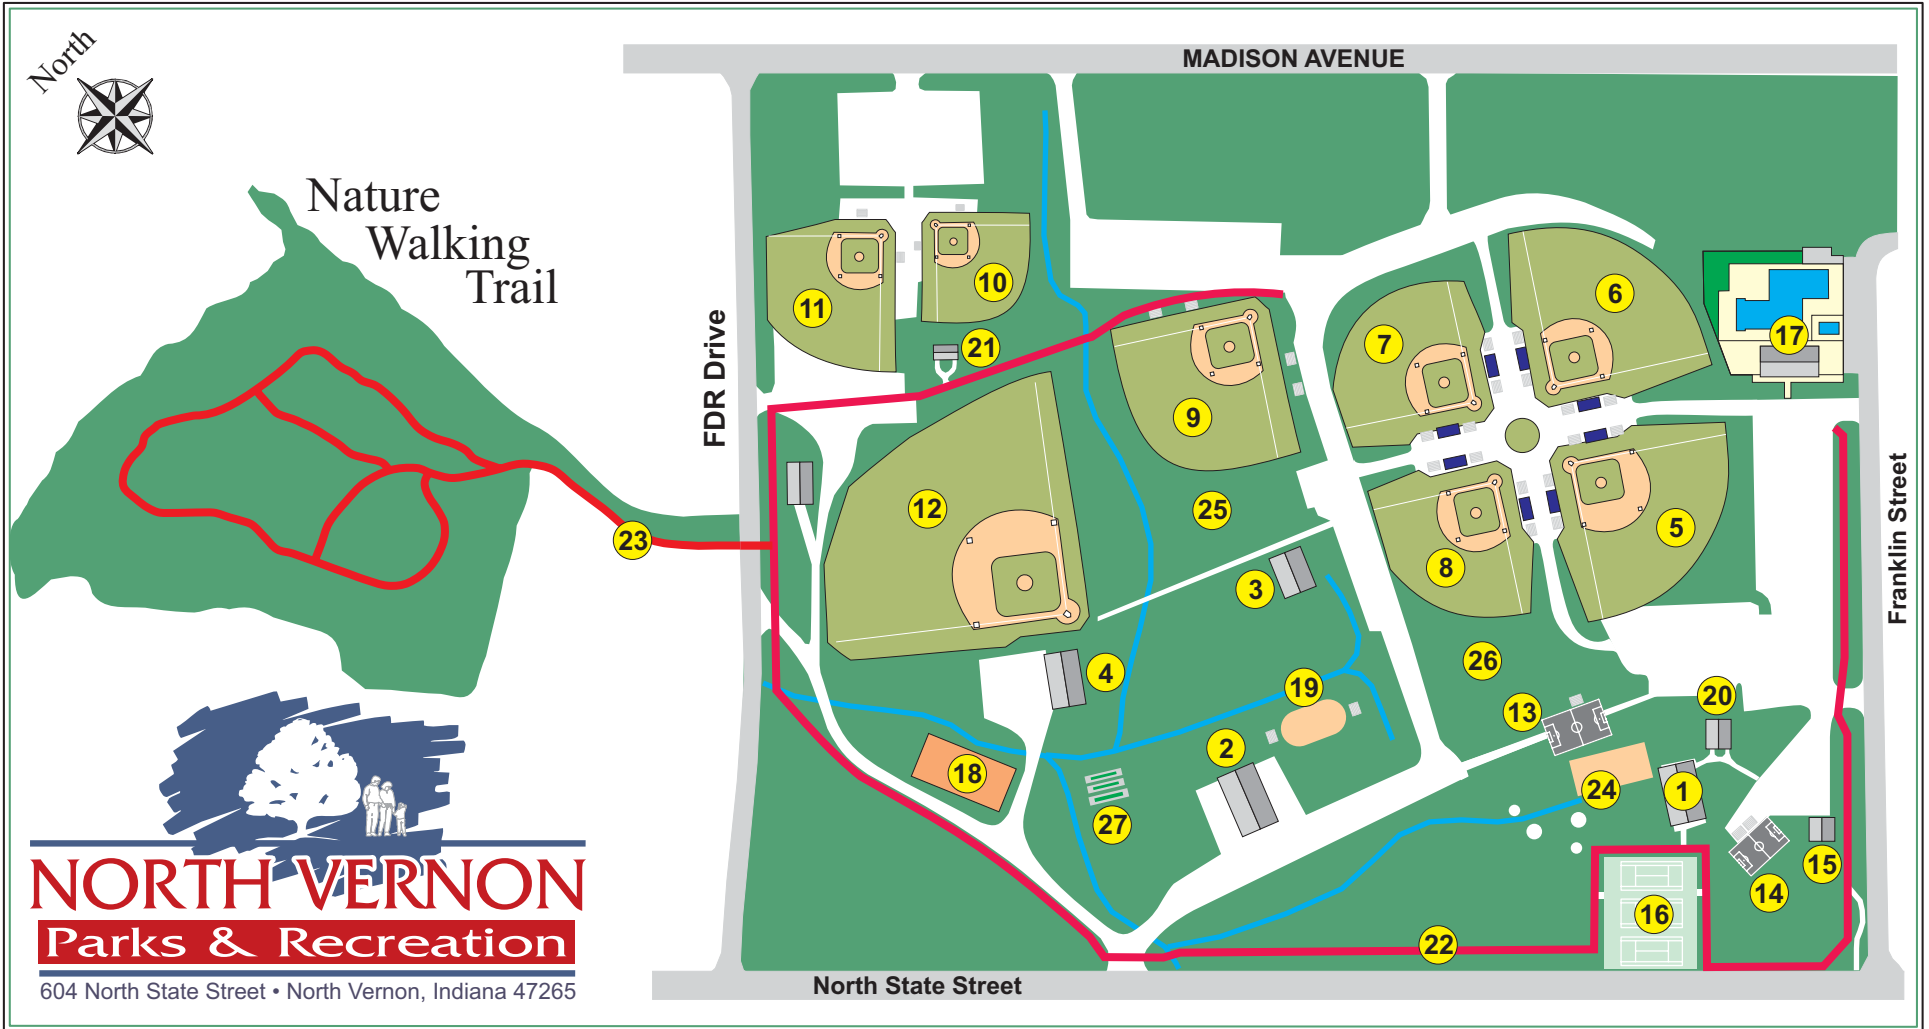 North
MADISON AVENUE
Nature
Walking
Trail
FDR Drive
Franklin Street
11
10
21
6
7
17
9
12
25
5
23
8
3
4
26
19
20
13
2
18
24
1
27
15
14
16
22
North State Street
NORTH VERNON
Parks & Recreation
604 North State Street • North Vernon, Indiana 47265